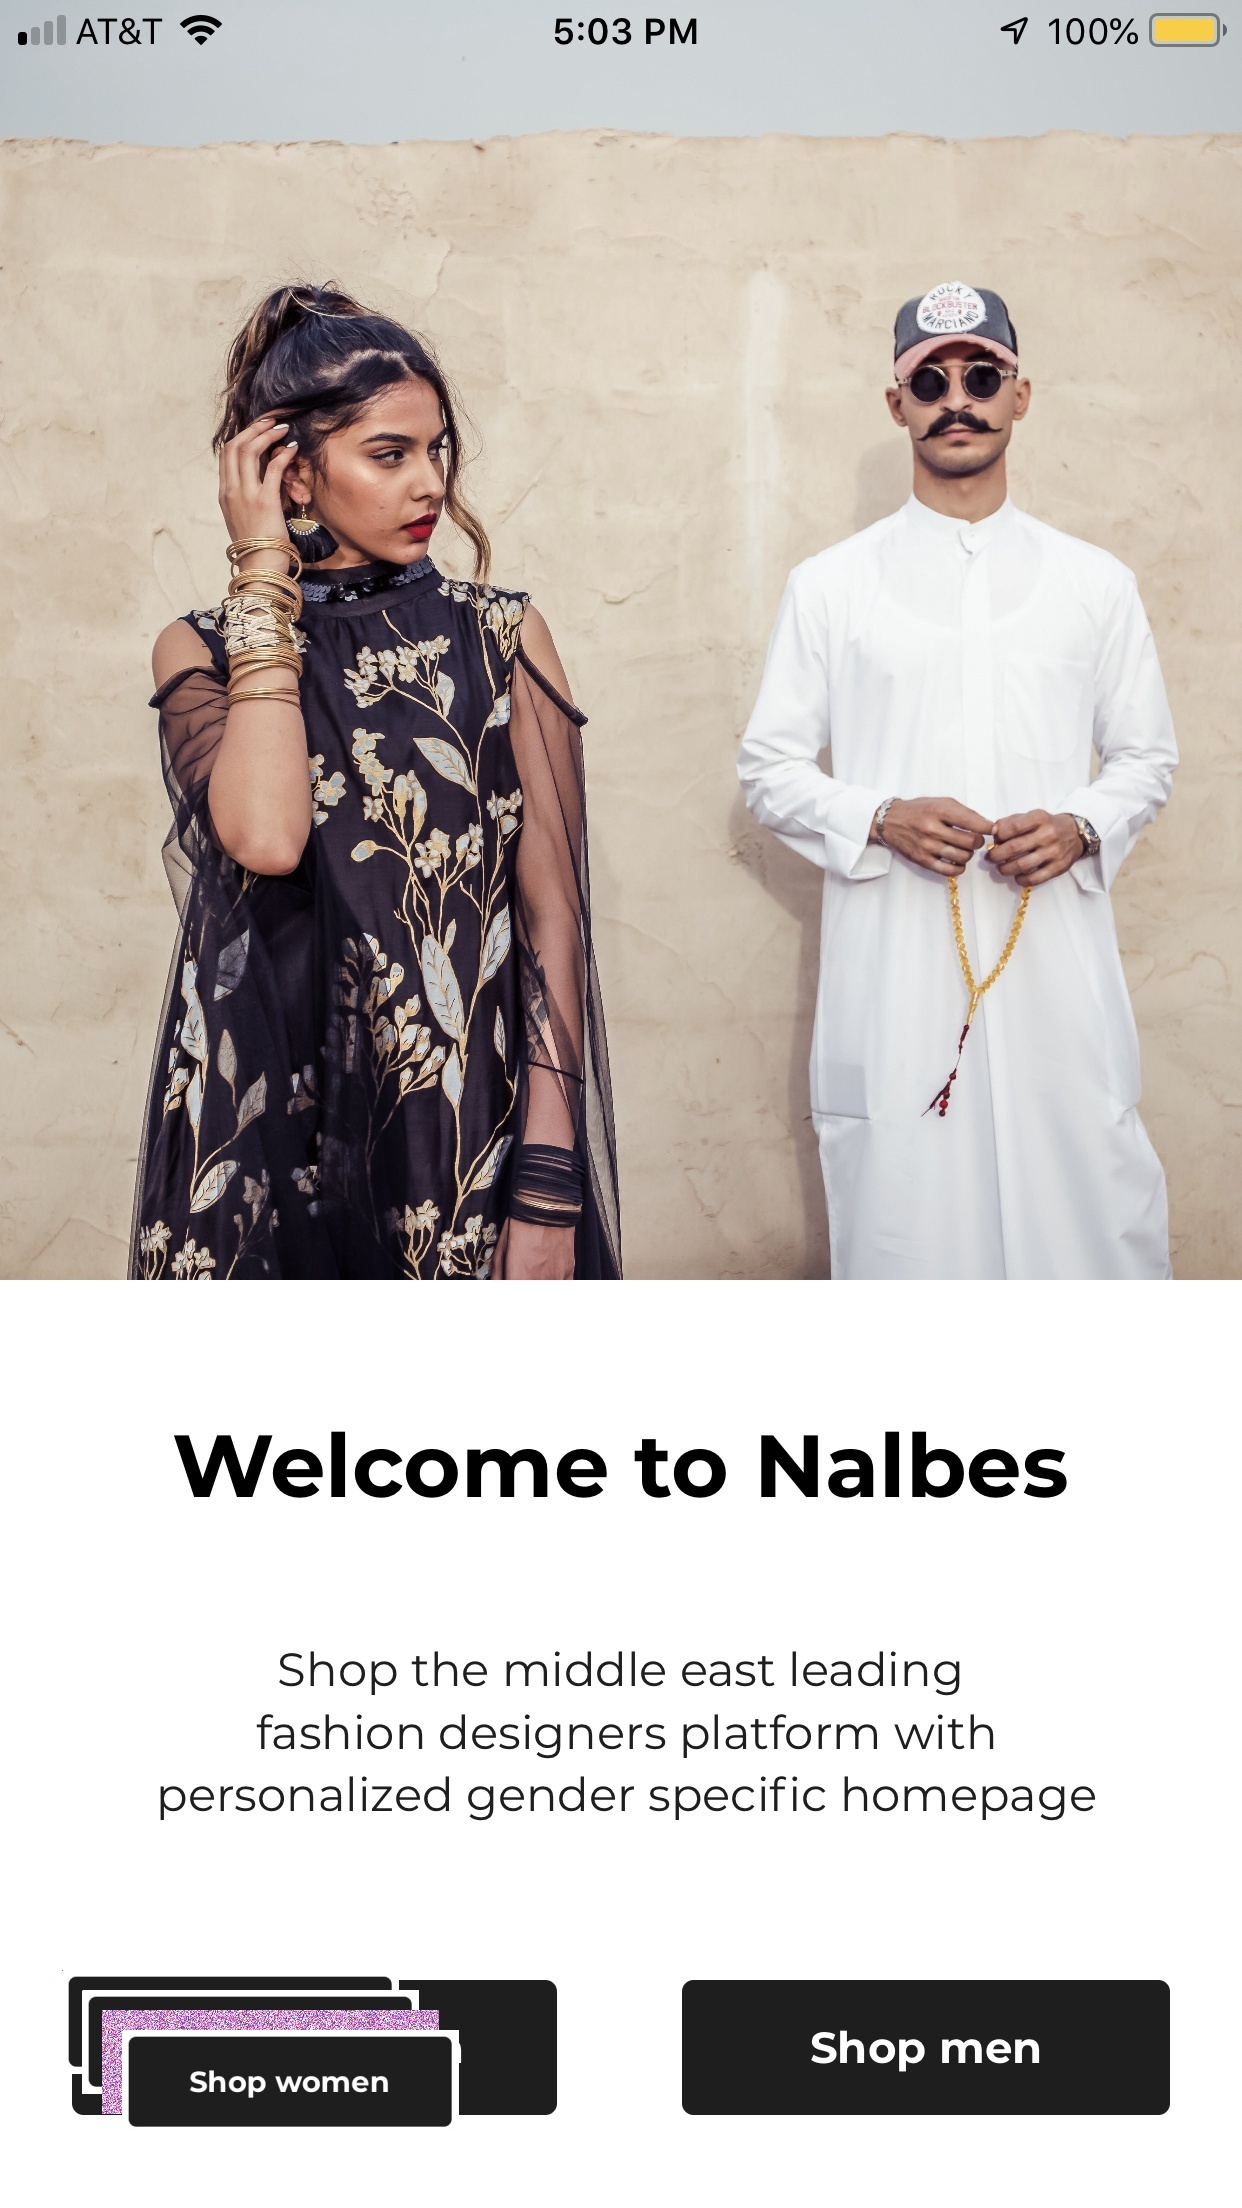 AT&T
5:03 PM
100%
ROCKY
BLOCKBUSTER
MARCIANO
Welcome to Nalbes
Shop the middle east leading
fashion designers platform with
personalized gender specific homepage
Shop women
Shop men